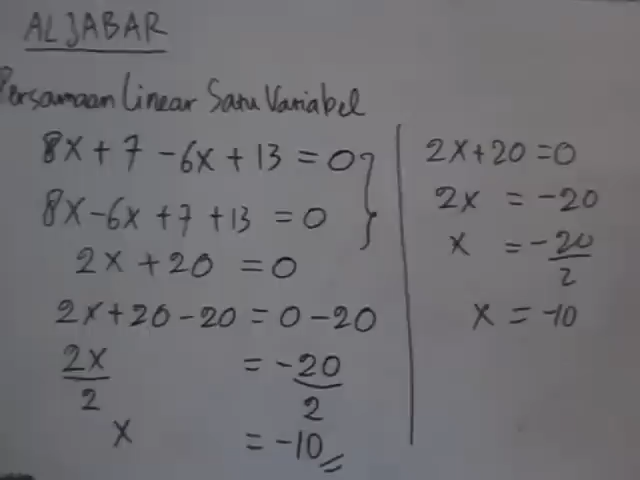 ALJABAR
Persamaan Linear Satu Variabel
8x + 7 - 6x + 13 = 0
8x - 6x + 7 + 13 = 0
2x + 20 = 0
2x + 20 - 20 = 0 - 20
2x/2 = -20/2
x = -10
2x + 20 = 0
2x = -20
x = -20/2
x = -10